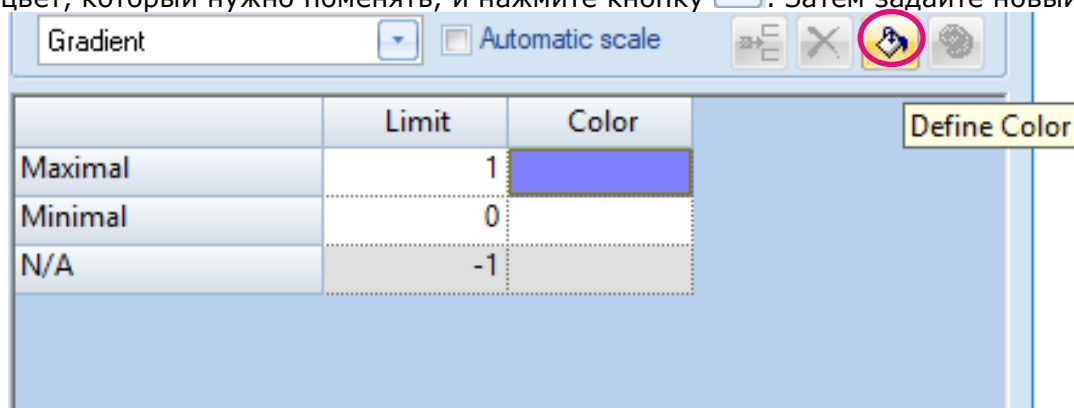 цвет, который нужно поменять, и нажмите кнопку . Затем задайте новый
Gradient Automatic scale
Define Color
Limit Color
Maximal 1
Minimal 0
N/A -1